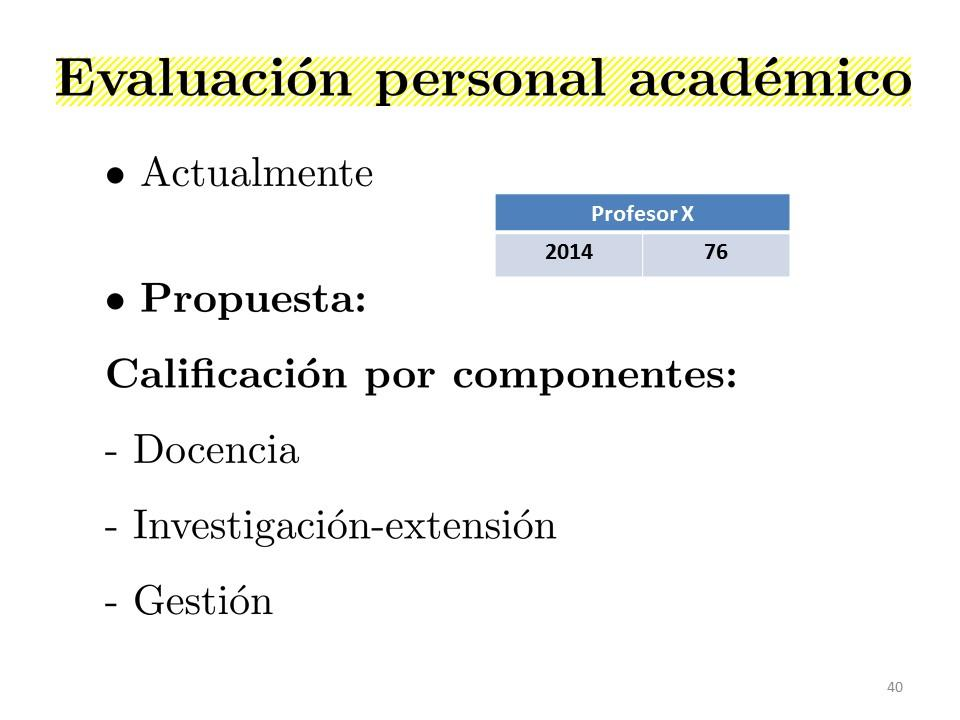 Evaluación personal académico
• Actualmente
Profesor X
2014 76
• Propuesta:
Calificación por componentes:
- Docencia
- Investigación-extensión
- Gestión
40